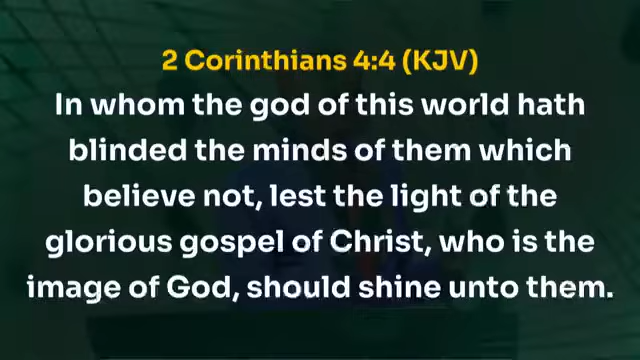 2 Corinthians 4:4 (KJV)
In whom the god of this world hath
blinded the minds of them which
believe not, lest the light of the
glorious gospel of Christ, who is the
image of God, should shine unto them.